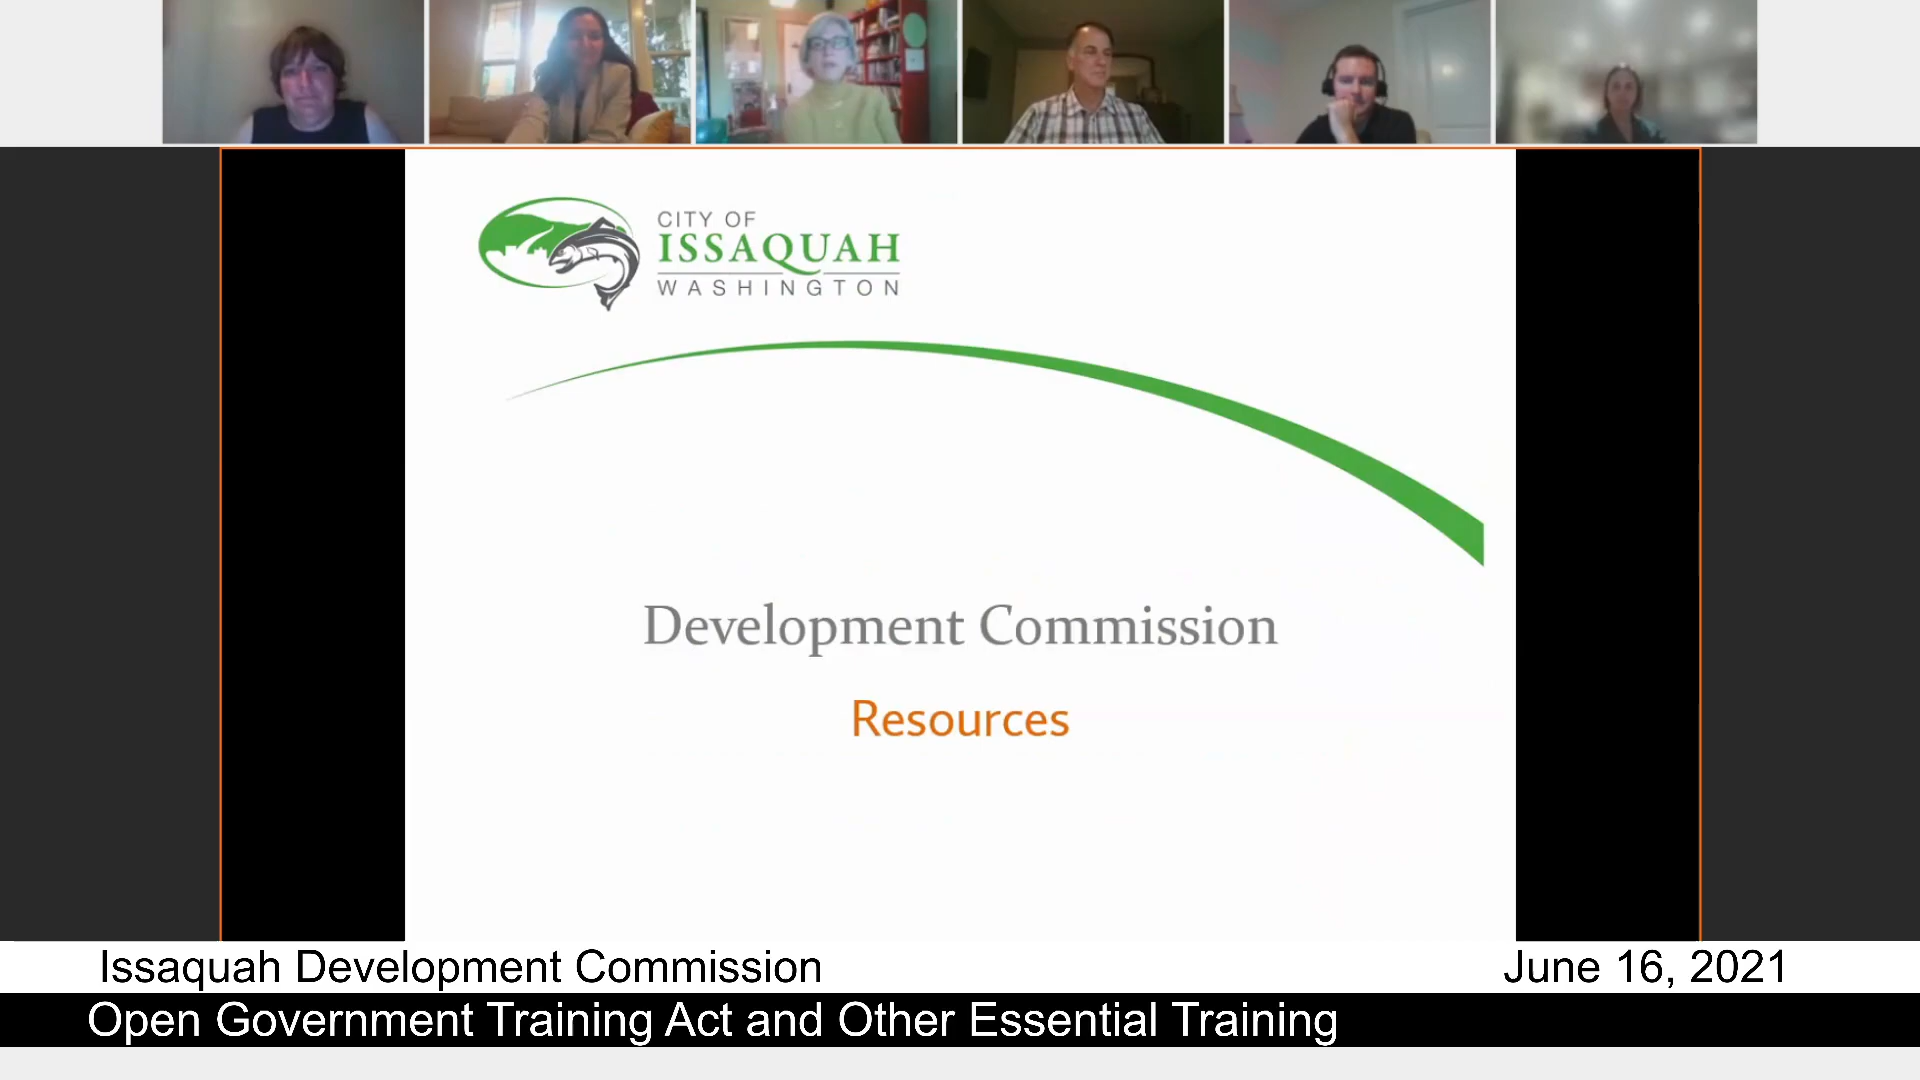 CITY OF
ISSAQUAH
WASHINGTON
Development Commission
Resources
Issaquah Development Commission
June 16, 2021
Open Government Training Act and Other Essential Training